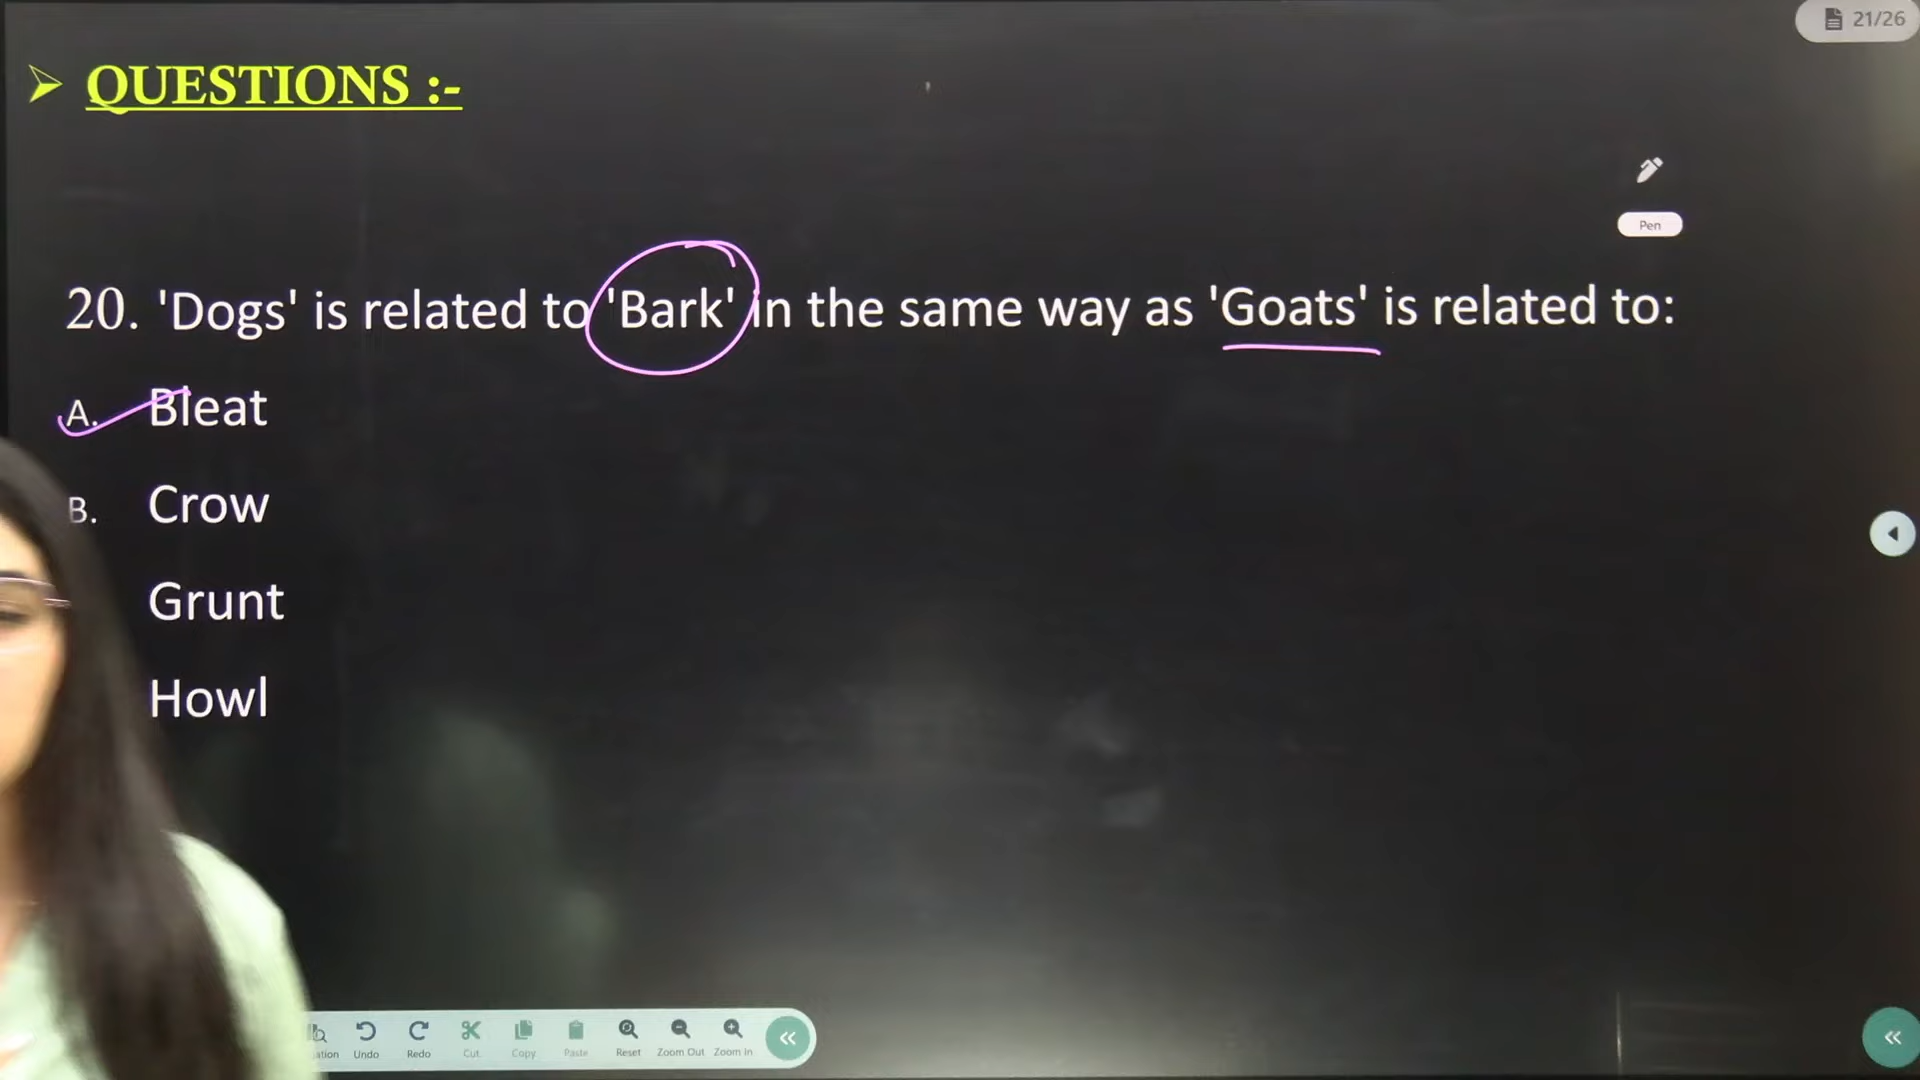 21/26
➤ QUESTIONS :-
Pen
20. 'Dogs' is related to 'Bark' in the same way as 'Goats' is related to:
A. Bleat
B. Crow
Grunt
Howl
Undo Redo Cut Copy Paste Reset Zoom Out Zoom In